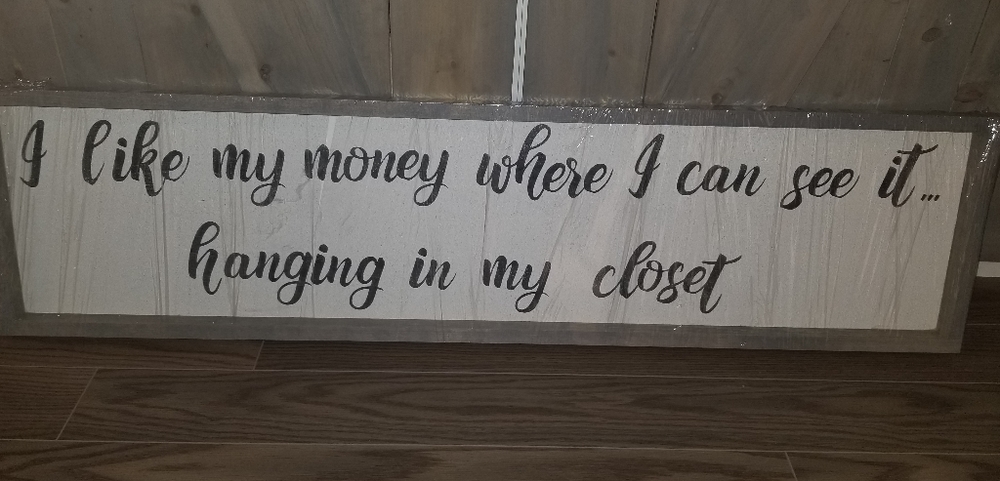 I like my money where I can see it...
hanging in my closet